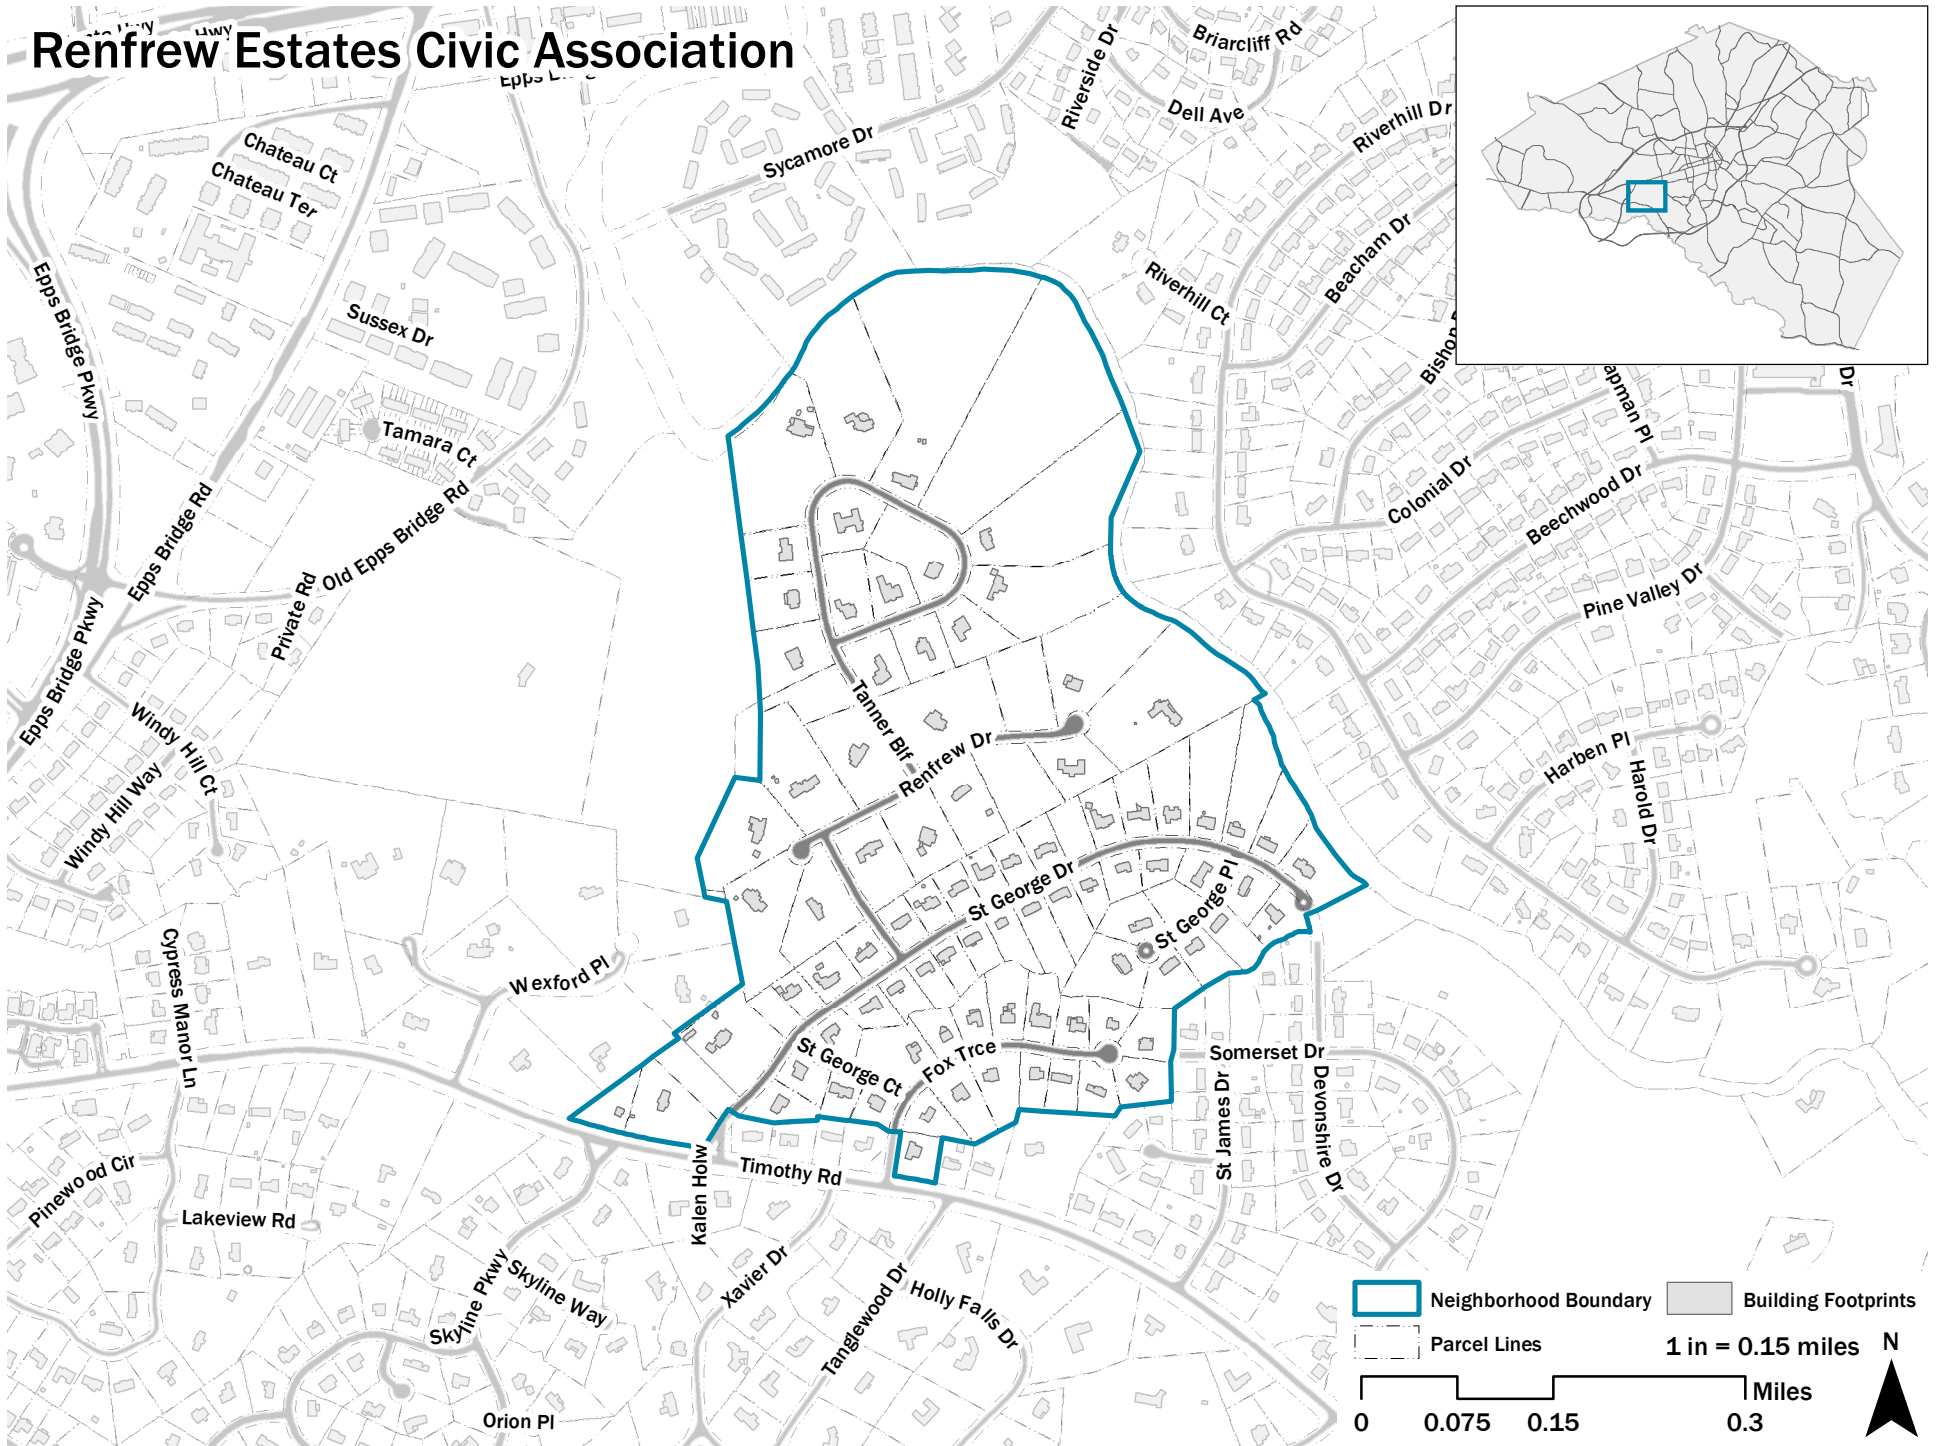 Renfrew Estates Civic Association
Hwy
Hwy
Epps
Chateau Ct
Chateau Ter
Sycamore Dr
Riverside Dr
Briarcliff Rd
Dell Ave
Riverhill Dr
Beacham Dr
Riverhill Ct
Epps Bridge Pkwy
Sussex Dr
Tamara Ct
Epps Bridge Rd
Old Epps Bridge Rd
Private Rd
Epps Bridge Pkwy
Bishop
apman Pl
Dr
Colonial Dr
Beechwood Dr
Pine Valley Dr
Windy Hill Ct
Windy Hill Way
Tanner Blf
Renfrew Dr
Harben Pl
Harold Dr
St George Dr
St George Pl
Cypress Manor Ln
Wexford Pl
St George Ct
Fox Trce
Somerset Dr
St James Dr
Devonshire Dr
Timothy Rd
Kalen Holw
Pinewood Cir
Lakeview Rd
Skyline Pkwy
Skyline Way
Xavier Dr
Tanglewood Dr
Holly Falls Dr
Orion Pl
Neighborhood Boundary
Building Footprints
Parcel Lines
1 in = 0.15 miles
N
Miles
0 0.075 0.15 0.3